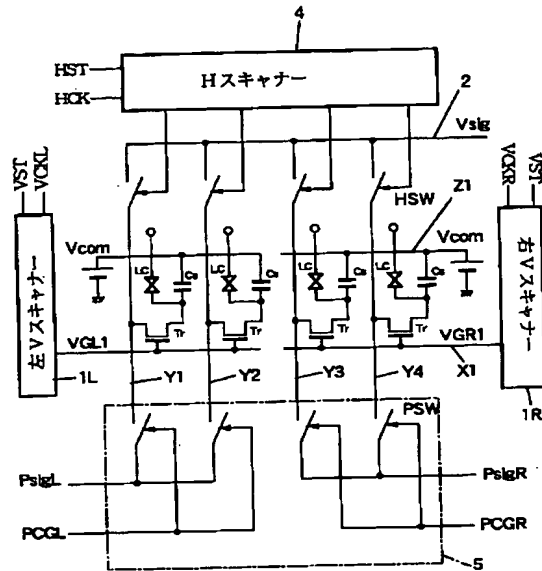 4
HST
HCK
Hスキャナー
2
Vsig
VST
VCKL
VCKR
VST
HSW
Z1
Vcom
Vcom
LC
Cs
LC
Cs
LC
Cs
LC
Cs
左Vスキャナー
右Vスキャナー
Tr
Tr
Tr
Tr
VGL1
VGR1
1L
Y1
Y2
Y3
Y4
X1
1R
PSW
PsigL
PsigR
PCGL
PCGR
5